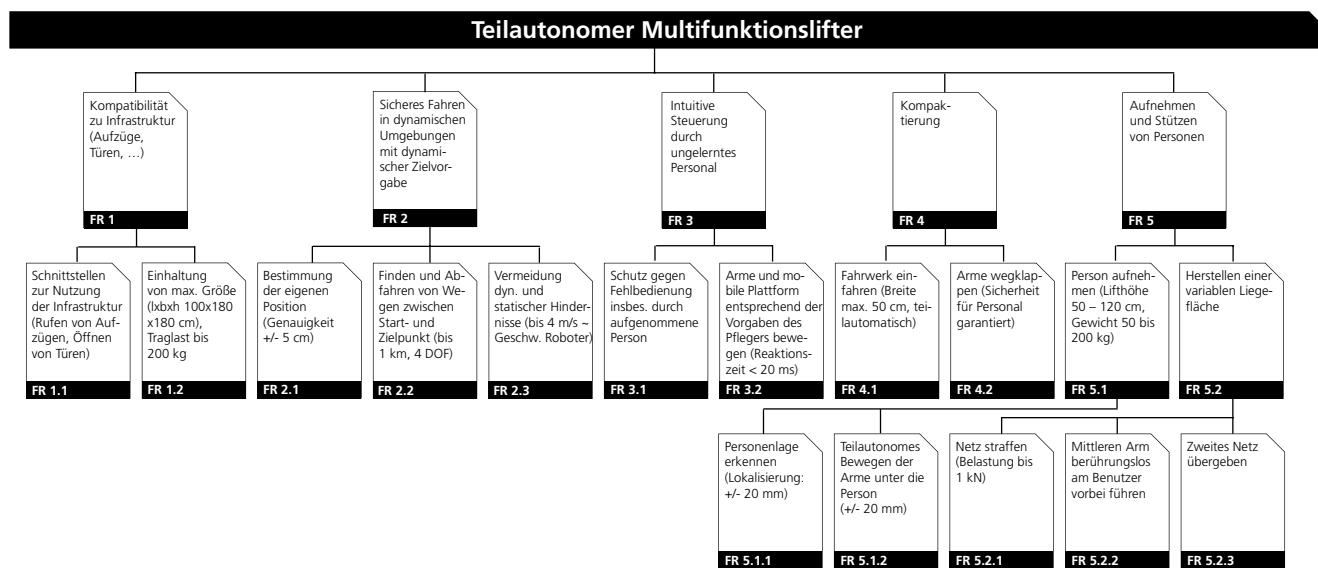 Teilautonomer Multifunktionslifter
Kompatibilität
zu Infrastruktur
(Aufzüge,
Türen, …)
FR 1
Sicheres Fahren
in dynamischen
Umgebungen
mit dynami-
scher Zielvor-
gabe
FR 2
Intuitive
Steuerung
durch
ungelerntes
Personal
FR 3
Kompak-
tierung
FR 4
Aufnehmen
und Stützen
von Personen
FR 5
Schnittstellen
zur Nutzung
der Infrastruktur
(Rufen von Auf-
zügen, Öffnen
von Türen)
FR 1.1
Einhaltung
von max. Größe
(lxbxh 100x180
x180 cm),
Traglast bis
200 kg
FR 1.2
Bestimmung
der eigenen
Position
(Genauigkeit
+/- 5 cm)
FR 2.1
Finden und Ab-
fahren von We-
gen zwischen
Start- und
Zielpunkt (bis
1 km, 4 DOF)
FR 2.2
Vermeidung
dyn. und
statischer Hinder-
nisse (bis 4 m/s ~
Geschw. Roboter)
FR 2.3
Schutz gegen
Fehlbedienung
insbes. durch
aufgenommene
Person
FR 3.1
Arme und mo-
bile Plattform
entsprechend der
Vorgaben des
Pflegers bewe-
gen (Reaktions-
zeit < 20 ms)
FR 3.2
Fahrwerk ein-
fahren (Breite
max. 50 cm, tei-
lautomatisch)
FR 4.1
Arme wegklap-
pen (Sicherheit
für Personal
garantiert)
FR 4.2
Person aufneh-
men (Lifthöhe
50 – 120 cm,
Gewicht 50 bis
200 kg)
FR 5.1
Herstellen einer
variablen Liege-
fläche
FR 5.2
Personenlage
erkennen
(Lokalisierung:
+/- 20 mm)
FR 5.1.1
Teilautonomes
Bewegen der
Arme unter die
Person
(+/- 20 mm)
FR 5.1.2
Netz straffen
(Belastung bis
1 kN)
FR 5.2.1
Mittleren Arm
berührungslos
am Benutzer
vorbei führen
FR 5.2.2
Zweites Netz
übergeben
FR 5.2.3